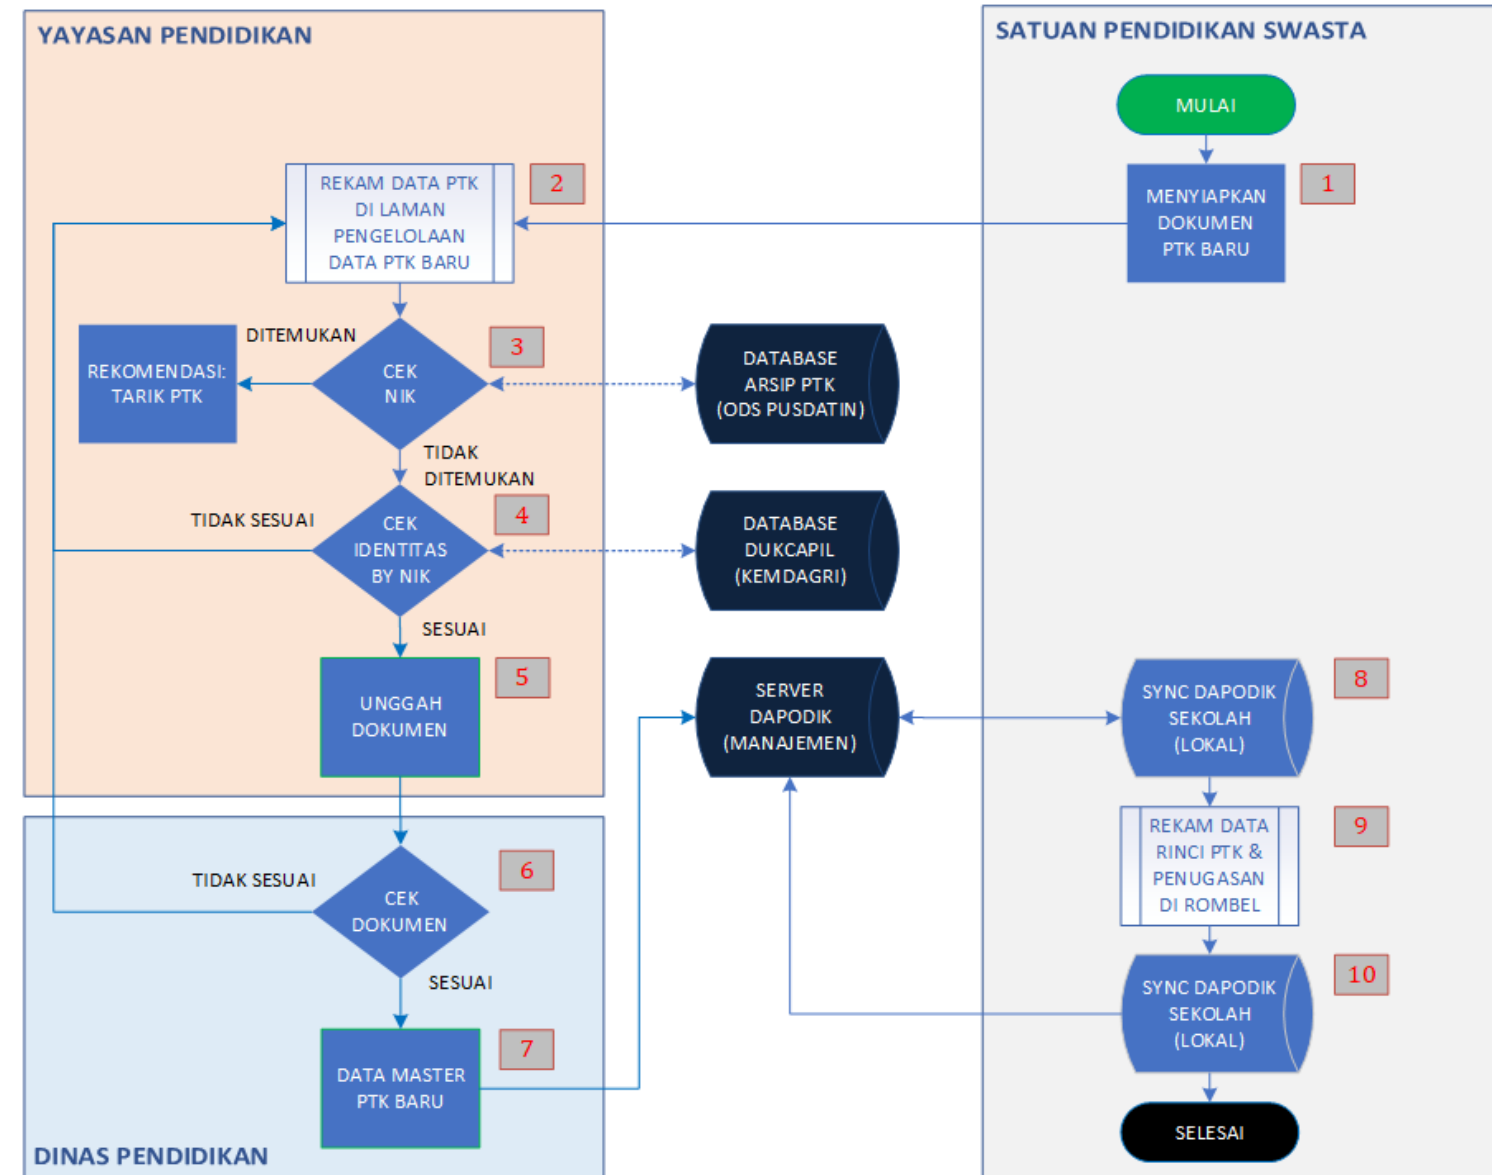 YAYASAN PENDIDIKAN
SATUAN PENDIDIKAN SWASTA
MULAI
1
MENYIAPKAN
DOKUMEN
PTK BARU
2
REKAM DATA PTK
DI LAMAN
PENGELOLAAN
DATA PTK BARU
DITEMUKAN
3
CEK
NIK
REKOMENDASI:
TARIK PTK
DATABASE
ARSIP PTK
(ODS PUSDATIN)
TIDAK
DITEMUKAN
TIDAK SESUAI
4
CEK
IDENTITAS
BY NIK
DATABASE
DUKCAPIL
(KEMDAGRI)
SESUAI
5
UNGGAH
DOKUMEN
SERVER
DAPODIK
(MANAJEMEN)
8
SYNC DAPODIK
SEKOLAH
(LOKAL)
9
REKAM DATA
RINCI PTK &
PENUGASAN
DI ROMBEL
TIDAK SESUAI
6
CEK
DOKUMEN
SESUAI
10
SYNC DAPODIK
SEKOLAH
(LOKAL)
7
DATA MASTER
PTK BARU
SELESAI
DINAS PENDIDIKAN